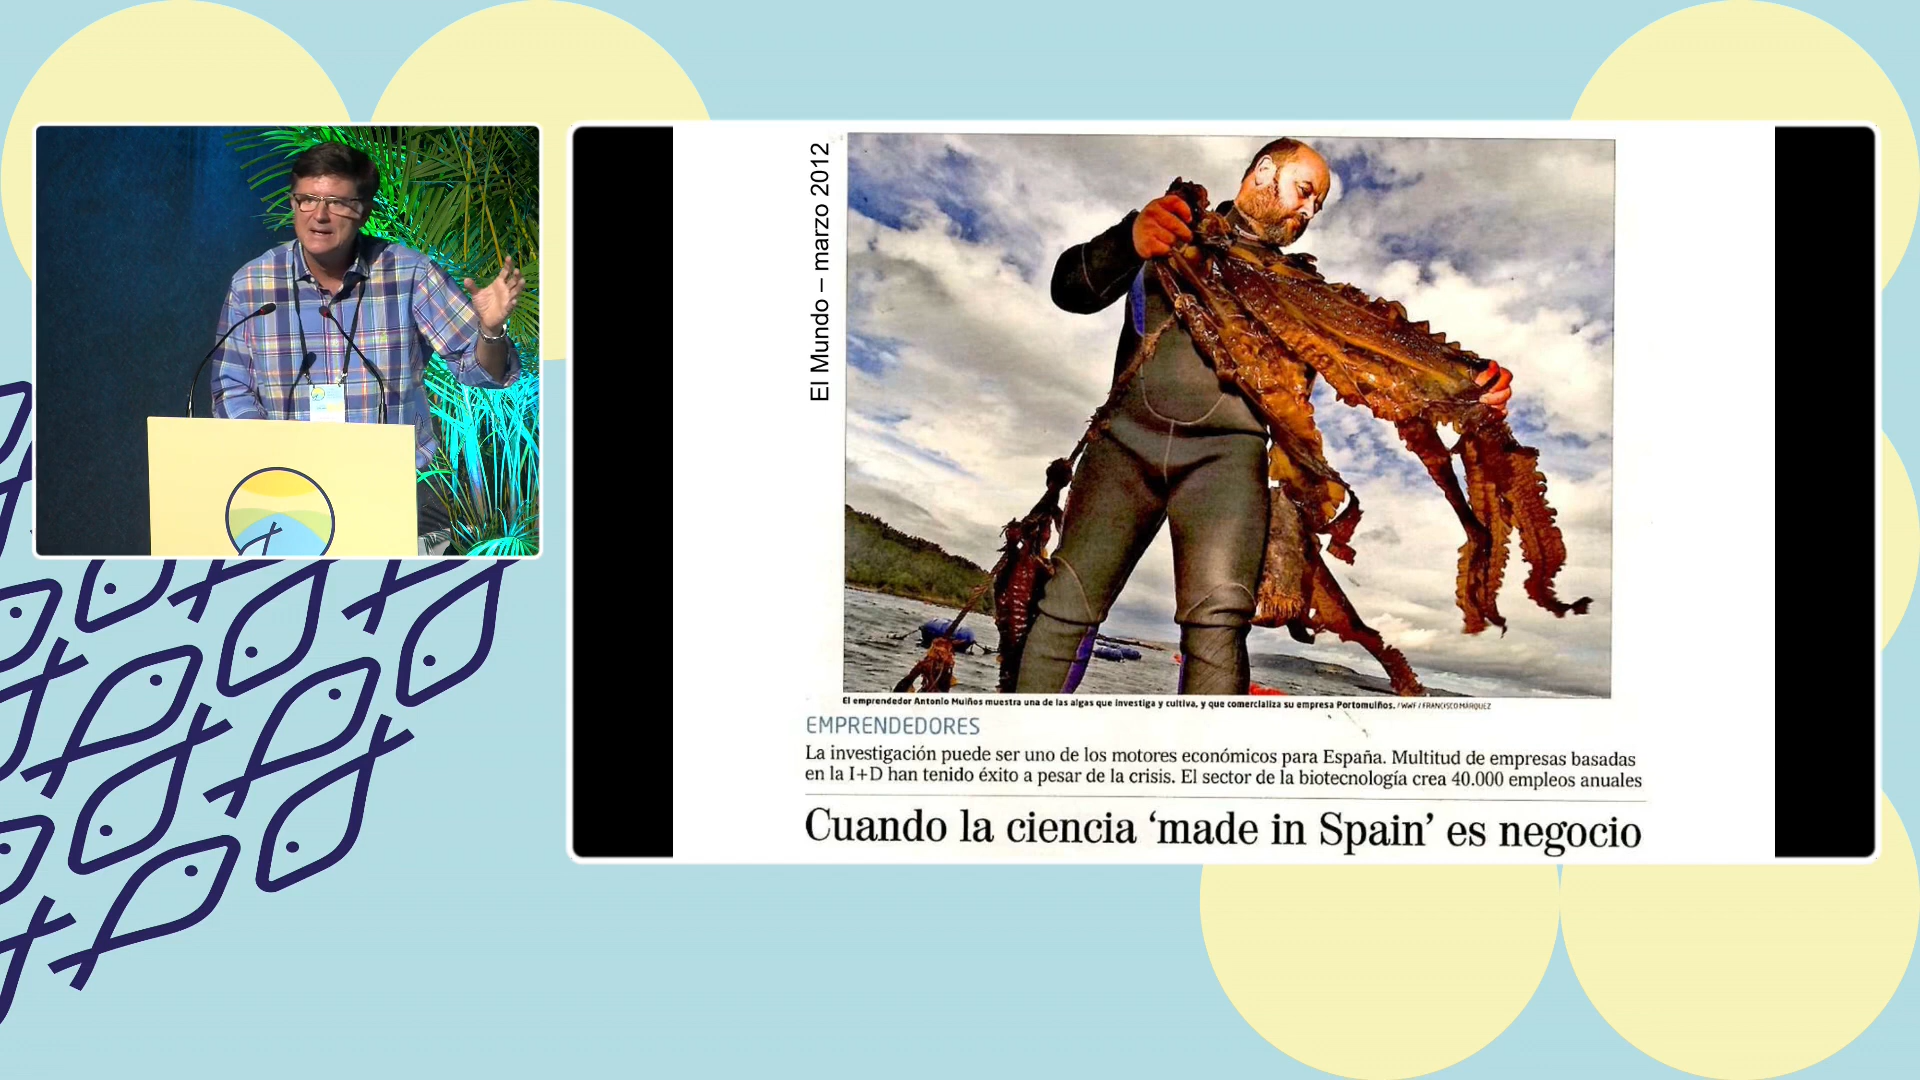 El Mundo – marzo 2012
El emprendedor Antonio Muiños muestra una de las algas que investiga y cultiva, y que comercializa su empresa Portomuiños. / WWF / FRANCISCO MÁRQUEZ
EMPRENDEDORES
La investigación puede ser uno de los motores económicos para España. Multitud de empresas basadas
en la I+D han tenido éxito a pesar de la crisis. El sector de la biotecnología crea 40.000 empleos anuales
Cuando la ciencia ‘made in Spain’ es negocio